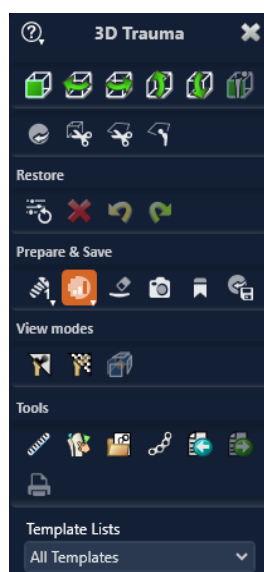 3D Trauma
Restore
Prepare & Save
View modes
Tools
Template Lists
All Templates